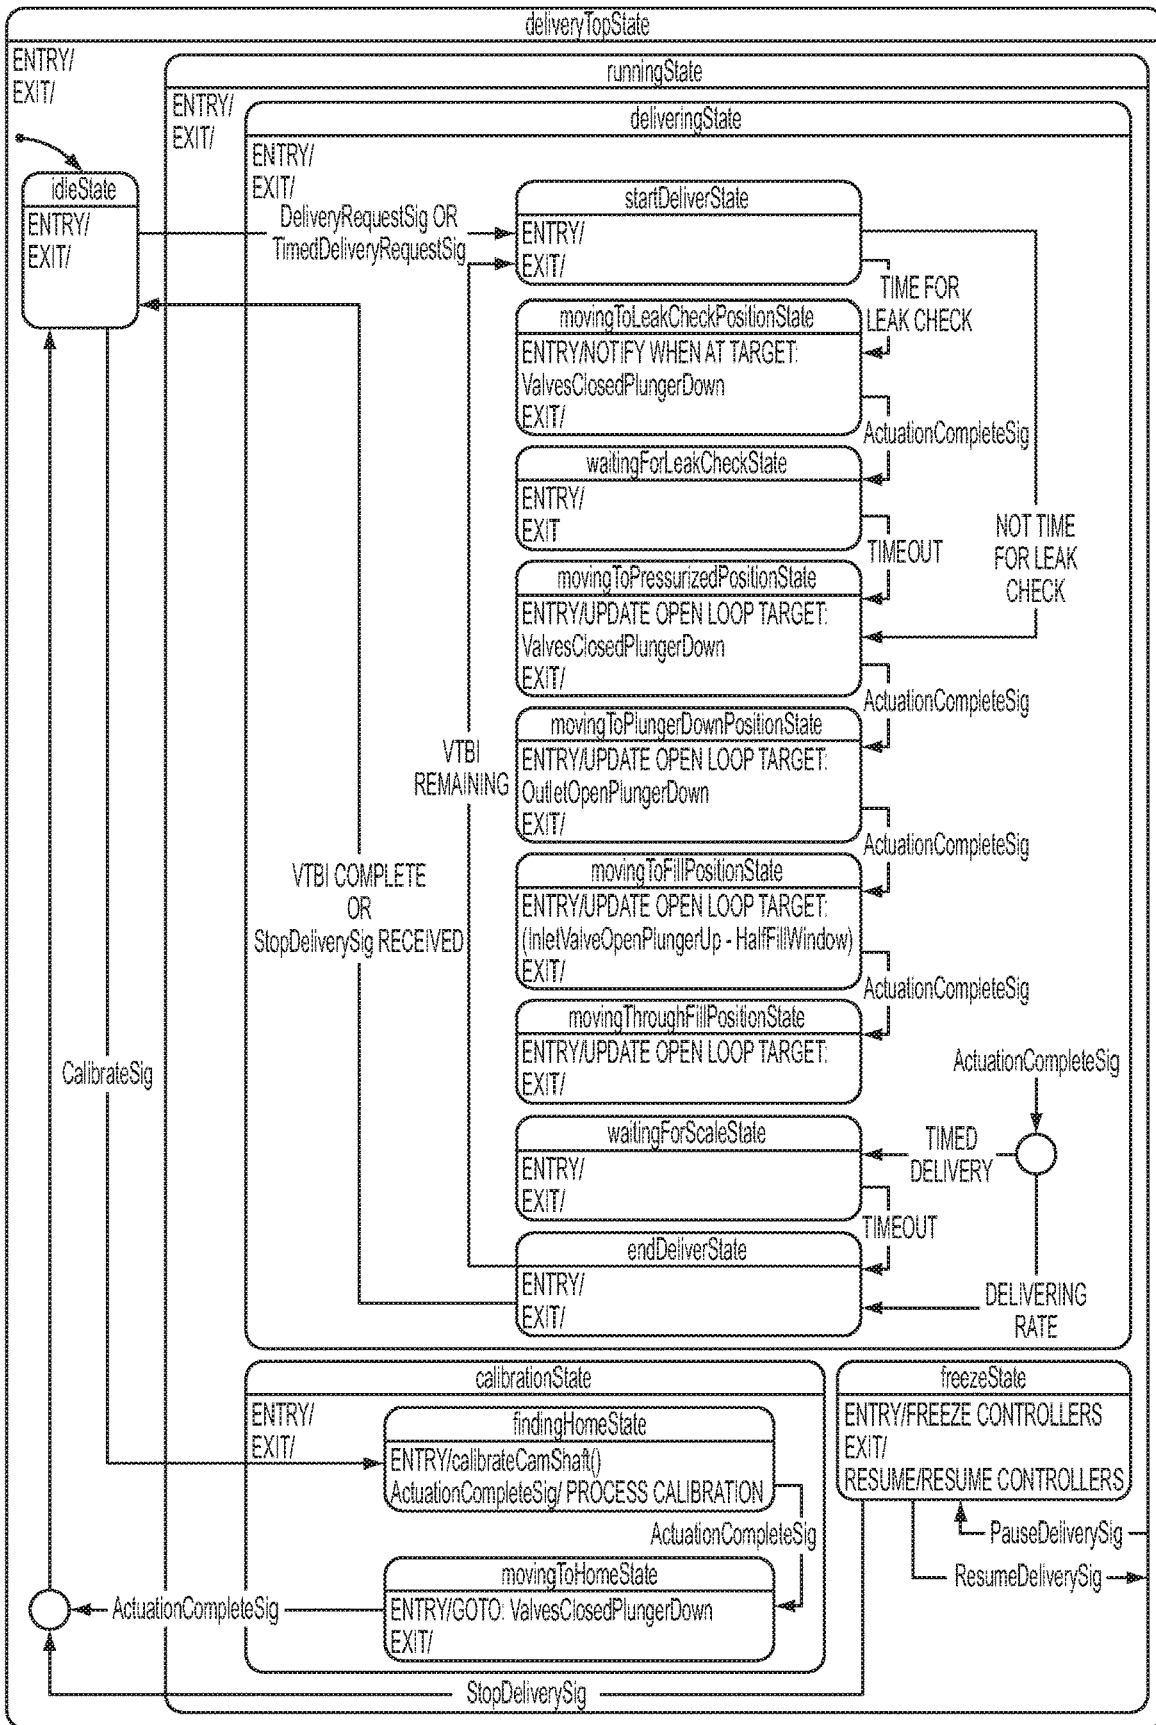 deliveryTopState
ENTRY/
EXIT/
runningState
ENTRY/
EXIT/
deliveringState
ENTRY/
EXIT/
idleState
ENTRY/
EXIT/
DeliveryRequestSig OR
TimedDeliveryRequestSig
startDeliverState
ENTRY/
EXIT/
TIME FOR
LEAK CHECK
movingToLeakCheckPositionState
ENTRY/NOTIFY WHEN AT TARGET:
ValvesClosedPlungerDown
EXIT/
ActuationCompleteSig
waitingForLeakCheckState
ENTRY/
EXIT
TIMEOUT
NOT TIME
FOR LEAK
CHECK
movingToPressurizedPositionState
ENTRY/UPDATE OPEN LOOP TARGET:
ValvesClosedPlungerDown
EXIT/
ActuationCompleteSig
movingToPlungerDownPositionState
ENTRY/UPDATE OPEN LOOP TARGET:
OutletOpenPlungerDown
EXIT/
VTBI
REMAINING
ActuationCompleteSig
movingToFillPositionState
ENTRY/UPDATE OPEN LOOP TARGET:
(InletValveOpenPlungerUp - HalfFillWindow)
EXIT/
VTBI COMPLETE
OR
StopDeliverySig RECEIVED
ActuationCompleteSig
movingThroughFillPositionState
ENTRY/UPDATE OPEN LOOP TARGET:
EXIT/
CalibrateSig
ActuationCompleteSig
waitingForScaleState
ENTRY/
EXIT/
TIMED
DELIVERY
TIMEOUT
endDeliverState
ENTRY/
EXIT/
DELIVERING
RATE
calibrationState
ENTRY/
EXIT/
findingHomeState
ENTRY/calibrateCamShaft()
ActuationCompleteSig/ PROCESS CALIBRATION
ActuationCompleteSig
movingToHomeState
ENTRY/GOTO: ValvesClosedPlungerDown
EXIT/
ActuationCompleteSig
freezeState
ENTRY/FREEZE CONTROLLERS
EXIT/
RESUME/RESUME CONTROLLERS
PauseDeliverySig
ResumeDeliverySig
StopDeliverySig